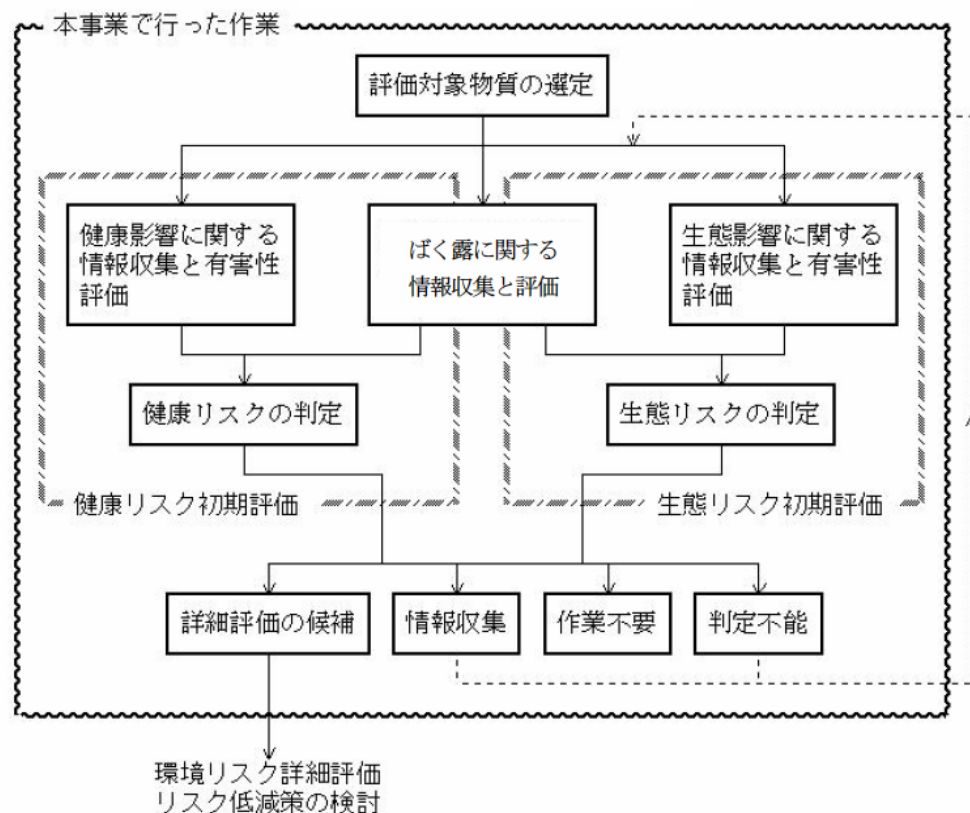 本事業で行った作業
評価対象物質の選定
健康影響に関する
情報収集と有害性
評価
ばく露に関する
情報収集と評価
生態影響に関する
情報収集と有害性
評価
健康リスクの判定
生態リスクの判定
健康リスク初期評価
生態リスク初期評価
詳細評価の候補
情報収集
作業不要
判定不能
環境リスク詳細評価
リスク低減策の検討